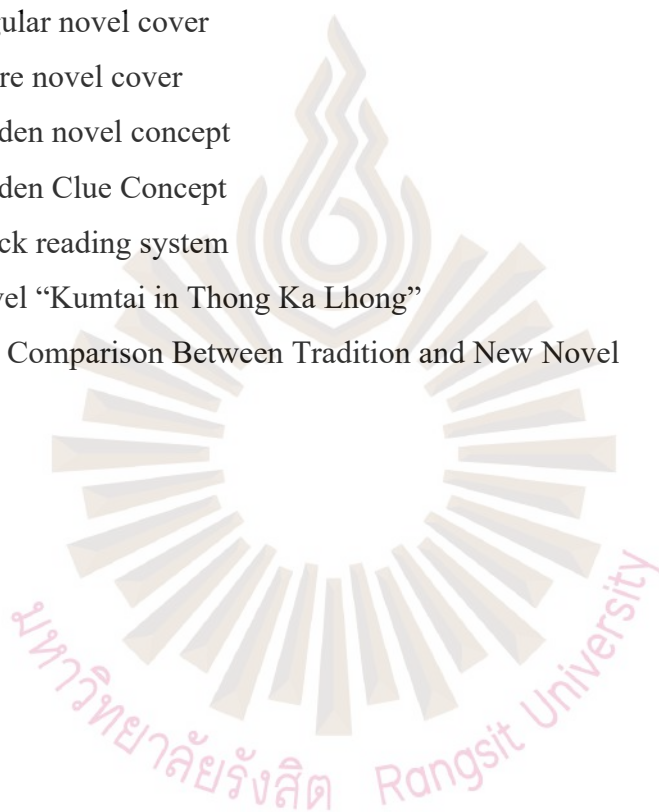 gular novel cover
re novel cover
den novel concept
den Clue Concept
ck reading system
vel “Kumtai in Thong Ka Lhong”
Comparison Between Tradition and New Novel
มหาวิทยาลัยรังสิต Rangsit University